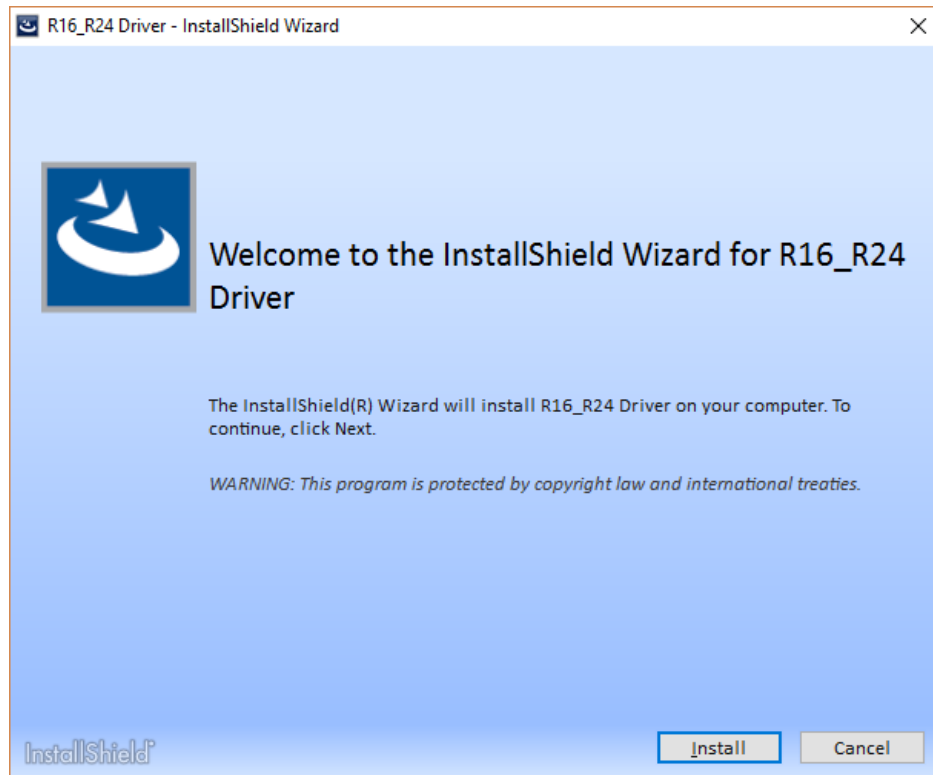 R16_R24 Driver - InstallShield Wizard
Welcome to the InstallShield Wizard for R16_R24
Driver
The InstallShield(R) Wizard will install R16_R24 Driver on your computer. To
continue, click Next.
WARNING: This program is protected by copyright law and international treaties.
InstallShield®
Install
Cancel